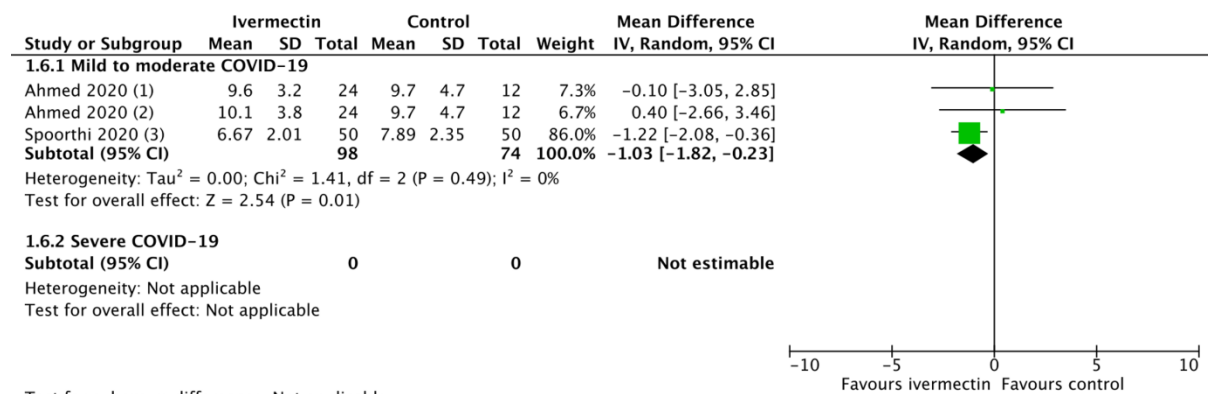 Ivermectin Control Mean Difference Mean Difference
Study or Subgroup Mean SD Total Mean SD Total Weight IV, Random, 95% CI IV, Random, 95% CI
1.6.1 Mild to moderate COVID-19
Ahmed 2020 (1) 9.6 3.2 24 9.7 4.7 12 7.3% -0.10 [-3.05, 2.85]
Ahmed 2020 (2) 10.1 3.8 24 9.7 4.7 12 6.7% 0.40 [-2.66, 3.46]
Spoorthi 2020 (3) 6.67 2.01 50 7.89 2.35 50 86.0% -1.22 [-2.08, -0.36]
Subtotal (95% CI) 98 74 100.0% -1.03 [-1.82, -0.23]
Heterogeneity: Tau² = 0.00; Chi² = 1.41, df = 2 (P = 0.49); I² = 0%
Test for overall effect: Z = 2.54 (P = 0.01)
1.6.2 Severe COVID-19
Subtotal (95% CI) 0 0 Not estimable
Heterogeneity: Not applicable
Test for overall effect: Not applicable
-10 -5 0 5 10
Favours ivermectin Favours control